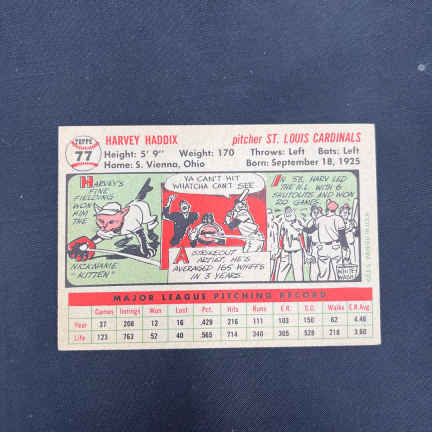 TOPPS
77
HARVEY HADDIX pitcher ST. LOUIS CARDINALS
Height: 5' 9" Weight: 170 Throws: Left Bats: Left
Home: S. Vienna, Ohio Born: September 18, 1925
HARVEY'S
FINE
FIELDING
WON
HIM
THE
NICKNAME
"KITTEN"
YA CAN'T HIT
WHATCHA CAN'T SEE
A
STRIKEOUT
ARTIST, HE'S
AVERAGED 165 WHIFFS
IN 3 YEARS.
IN '53, HARV LED
THE N.L. WITH 6
SHUTOUTS AND WON
20 GAMES.
WHITE
WASH
MAJOR LEAGUE PITCHING RECORD
Games Innings Won Lost Pct. Hits Runs E.R. S.O. Walks E.R.Avg
Year 37 208 12 16 .429 216 111 103 150 62 4.46
Life 123 763 52 40 .565 714 340 305 528 218 3.60